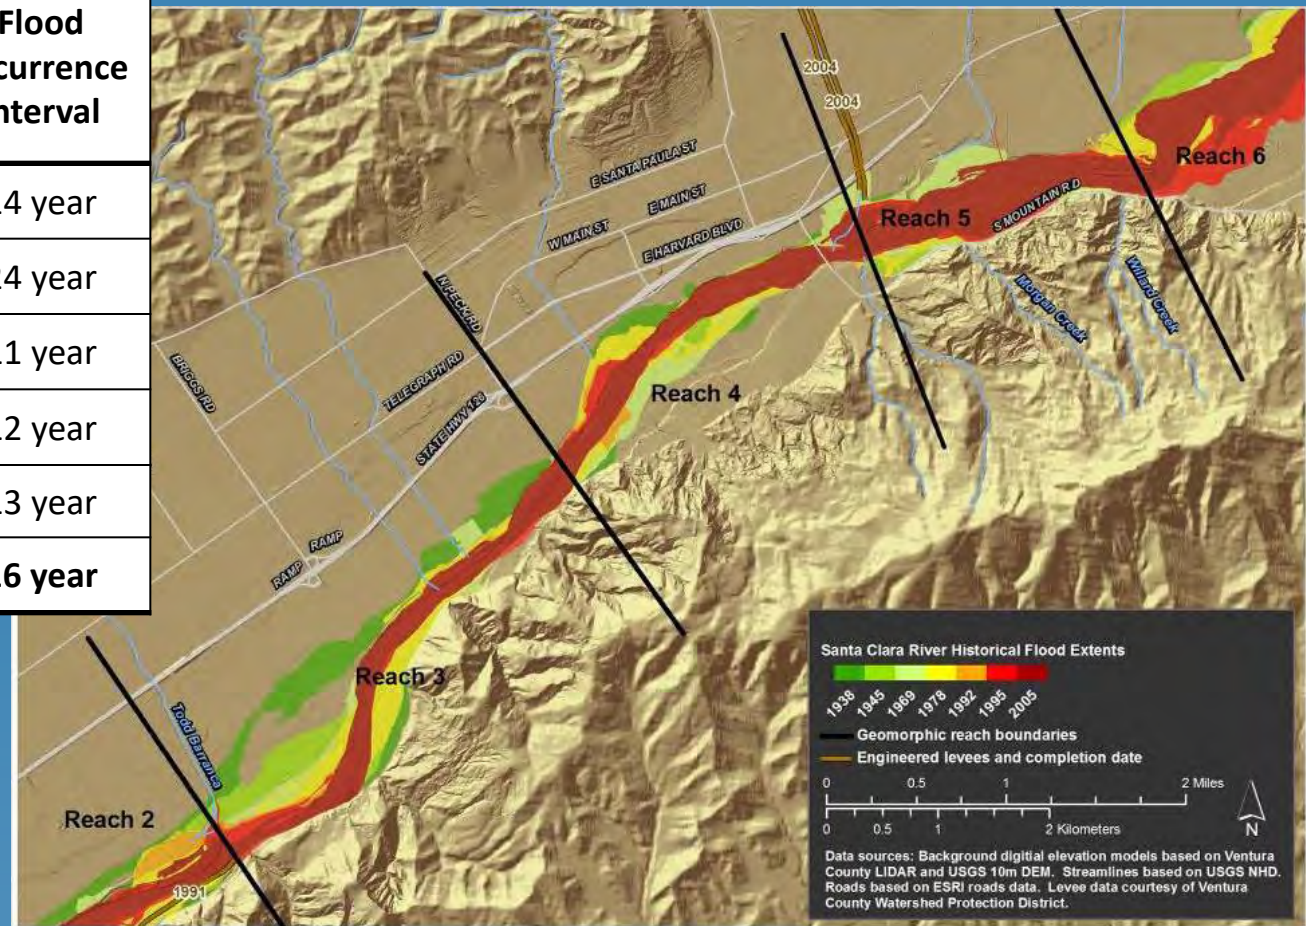 Flood
currence
nterval
4 year
4 year
1 year
2 year
3 year
6 year
2004
2004
E SANTA PAULA ST
E MAIN ST
W MAIN ST
E HARVARD BLVD
N PECK RD
TELEGRAPH RD
STATE HWY 126
BRIGGS RD
RAMP
RAMP
Reach 6
Reach 5
S MOUNTAIN RD
Morgan Creek
Willard Creek
Reach 4
Reach 3
Todd Barranca
Reach 2
1991
Santa Clara River Historical Flood Extents
1938 1945 1969 1978 1992 1995 2005
Geomorphic reach boundaries
Engineered levees and completion date
0 0.5 1 2 Miles
0 0.5 1 2 Kilometers
N
Data sources: Background digitial elevation models based on Ventura
County LIDAR and USGS 10m DEM. Streamlines based on USGS NHD.
Roads based on ESRI roads data. Levee data courtesy of Ventura
County Watershed Protection District.